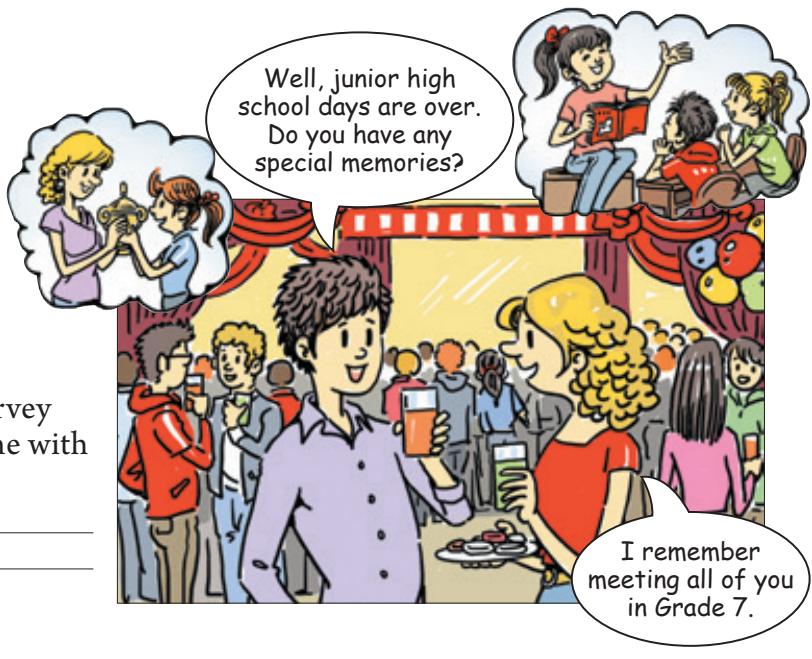 Well, junior high
school days are over.
Do you have any
special memories?
I remember
meeting all of you
in Grade 7.